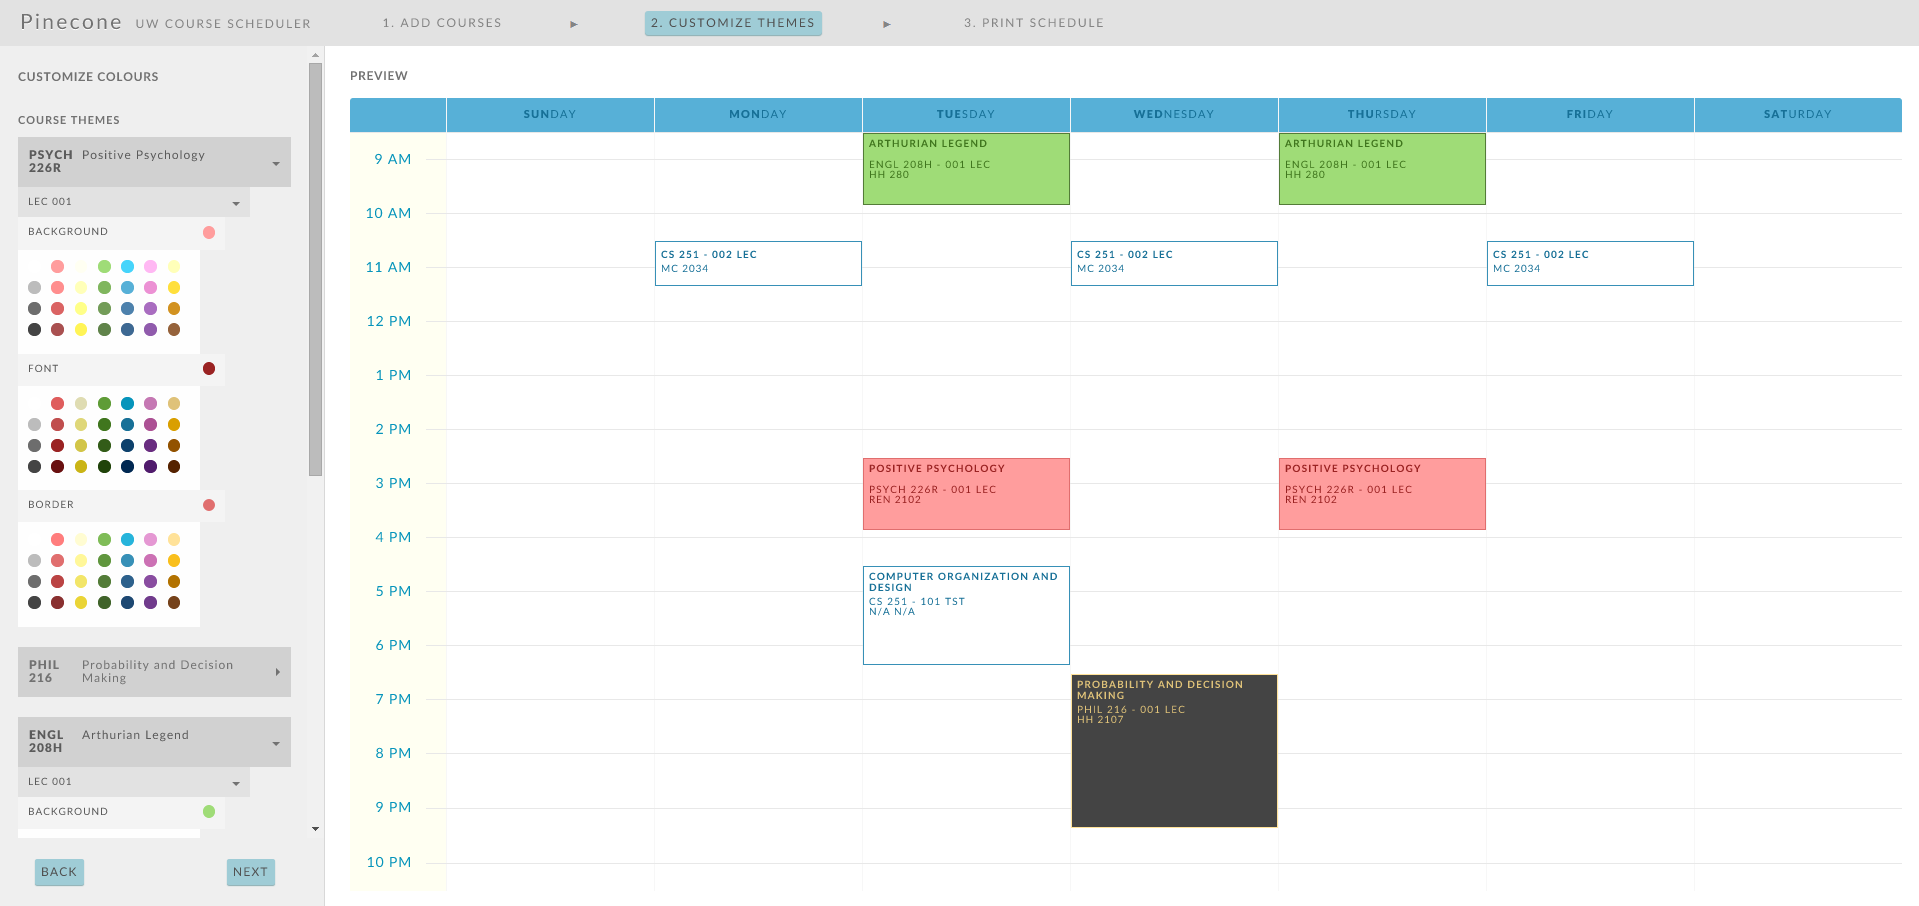 Pinecone UW COURSE SCHEDULER
1. ADD COURSES ► 2. CUSTOMIZE THEMES ► 3. PRINT SCHEDULE
CUSTOMIZE COLOURS
COURSE THEMES
PSYCH 226R
Positive Psychology
LEC 001
BACKGROUND
FONT
BORDER
PHIL 216
Probability and Decision
Making
ENGL 208H
Arthurian Legend
LEC 001
BACKGROUND
BACK
NEXT
PREVIEW
SUNDAY MONDAY TUESDAY WEDNESDAY THURSDAY FRIDAY SATURDAY
9 AM
10 AM
11 AM
12 PM
1 PM
2 PM
3 PM
4 PM
5 PM
6 PM
7 PM
8 PM
9 PM
10 PM
CS 251 - 002 LEC
MC 2034
ARTHURIAN LEGEND
ENGL 208H - 001 LEC
HH 280
POSITIVE PSYCHOLOGY
PSYCH 226R - 001 LEC
REN 2102
COMPUTER ORGANIZATION AND
DESIGN
CS 251 - 101 TST
N/A N/A
CS 251 - 002 LEC
MC 2034
PROBABILITY AND DECISION
MAKING
PHIL 216 - 001 LEC
HH 2107
ARTHURIAN LEGEND
ENGL 208H - 001 LEC
HH 280
POSITIVE PSYCHOLOGY
PSYCH 226R - 001 LEC
REN 2102
CS 251 - 002 LEC
MC 2034